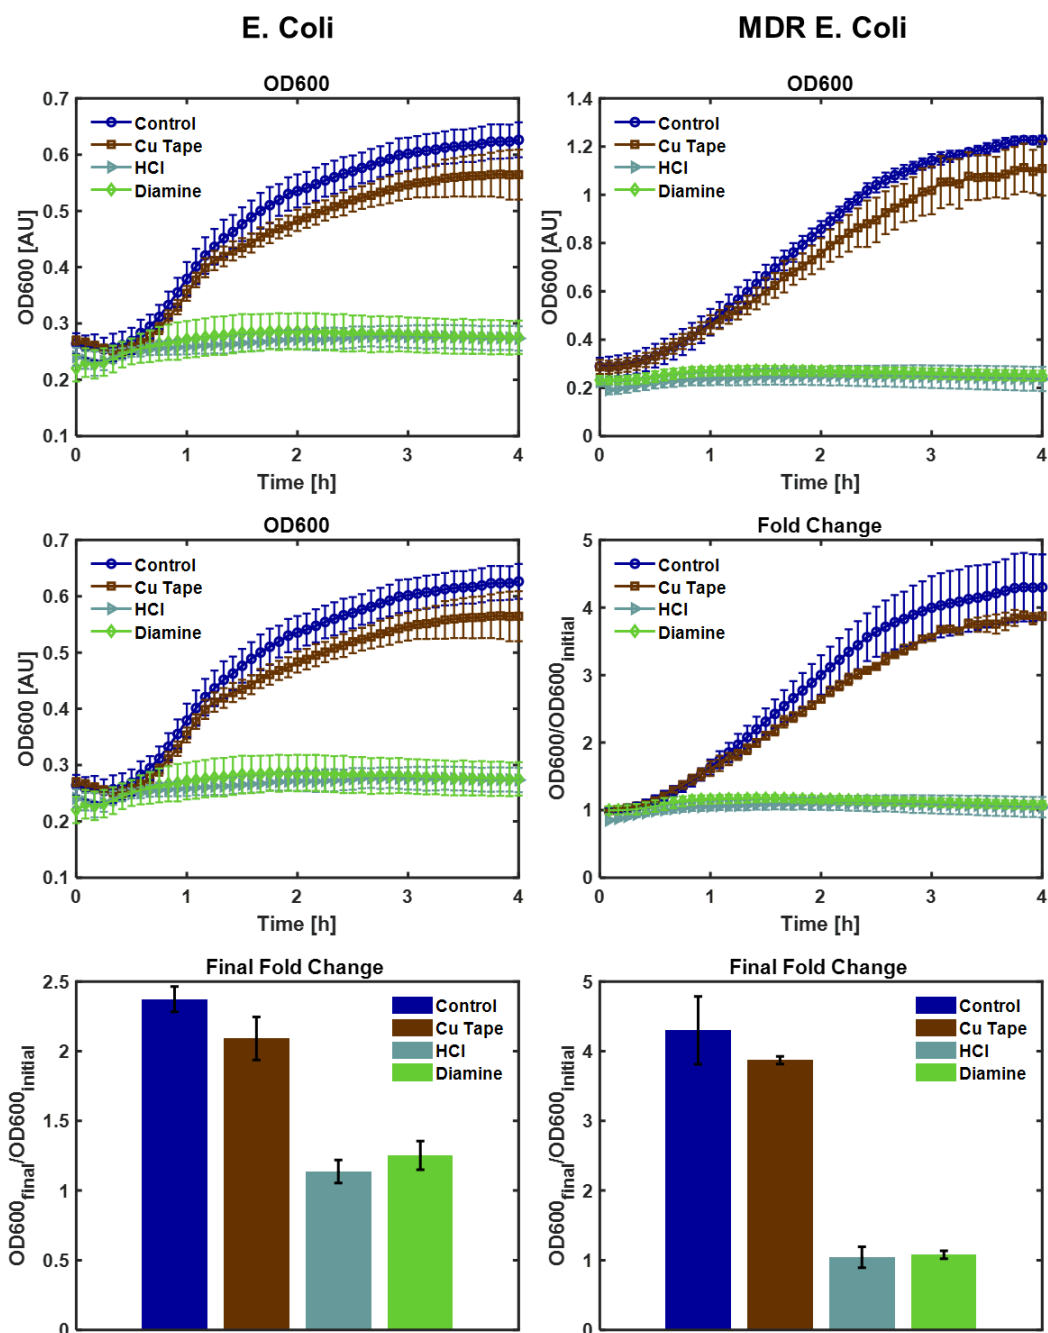 E. Coli
MDR E. Coli
OD600
OD600 [AU]
0.7
0.6
0.5
0.4
0.3
0.2
0.1
Control
Cu Tape
HCl
Diamine
0 1 2 3 4
Time [h]
OD600
OD600 [AU]
1.4
1.2
1.0
0.8
0.6
0.4
0.2
0
Control
Cu Tape
HCl
Diamine
0 1 2 3 4
Time [h]
OD600
OD600 [AU]
0.7
0.6
0.5
0.4
0.3
0.2
0.1
Control
Cu Tape
HCl
Diamine
0 1 2 3 4
Time [h]
Fold Change
OD600/OD600initial
5
4
3
2
1
0
Control
Cu Tape
HCl
Diamine
0 1 2 3 4
Time [h]
Final Fold Change
OD600final/OD600initial
2.5
2
1.5
1
0.5
0
Control
Cu Tape
HCl
Diamine
Final Fold Change
OD600final/OD600initial
5
4
3
2
1
0
Control
Cu Tape
HCl
Diamine